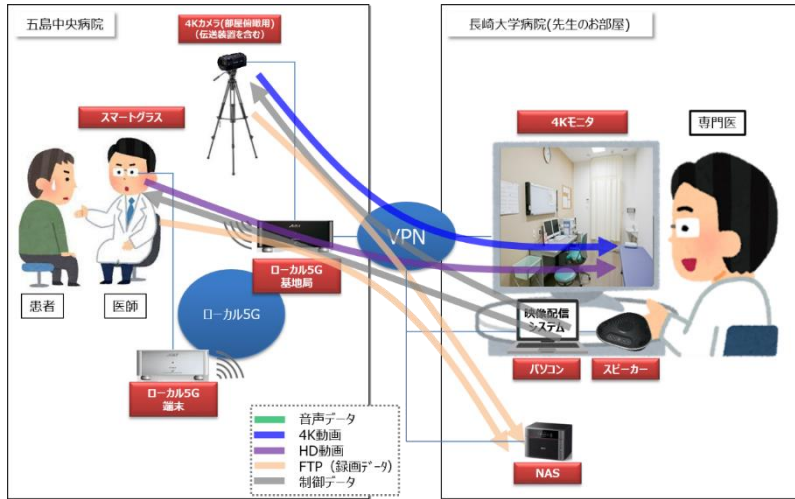 五島中央病院
4Kカメラ(部屋俯瞰用)
(伝送装置を含む)
長崎大学病院(先生のお部屋)
スマートグラス
4Kモニタ
専門医
VPN
ローカル5G
基地局
患者
医師
ローカル5G
映像配信
システム
パソコン
スピーカー
ローカル5G
端末
音声データ
4K動画
HD動画
FTP（録画ﾃﾞｰﾀ）
制御データ
NAS